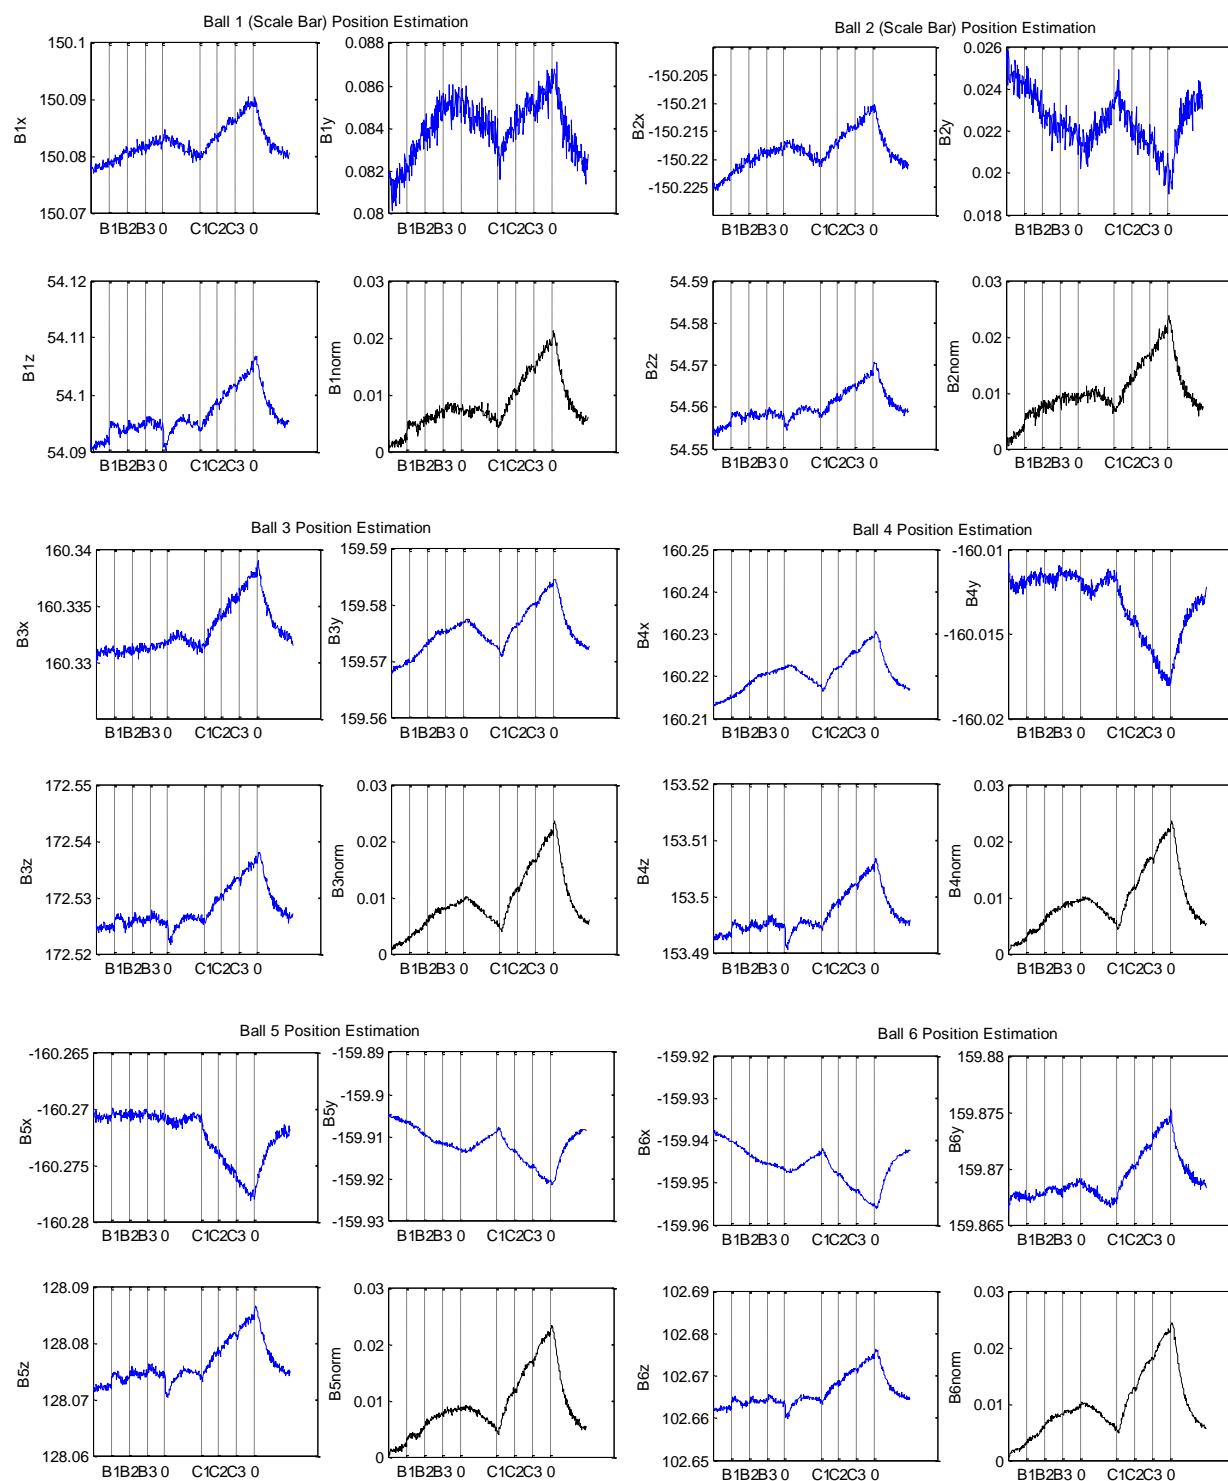 Ball 1 (Scale Bar) Position Estimation
150.1
150.09
150.08
150.07
B1x
B1B2B3 0 C1C2C3 0
0.088
0.086
0.084
0.082
0.08
B1y
B1B2B3 0 C1C2C3 0
54.12
54.11
54.1
54.09
B1z
B1B2B3 0 C1C2C3 0
0.03
0.02
0.01
0
B1norm
B1B2B3 0 C1C2C3 0
Ball 2 (Scale Bar) Position Estimation
-150.205
-150.21
-150.215
-150.22
-150.225
B2x
B1B2B3 0 C1C2C3 0
0.026
0.024
0.022
0.02
0.018
B2y
B1B2B3 0 C1C2C3 0
54.59
54.58
54.57
54.56
54.55
B2z
B1B2B3 0 C1C2C3 0
0.03
0.02
0.01
0
B2norm
B1B2B3 0 C1C2C3 0
Ball 3 Position Estimation
160.34
160.335
160.33
B3x
B1B2B3 0 C1C2C3 0
159.59
159.58
159.57
159.56
B3y
B1B2B3 0 C1C2C3 0
172.55
172.54
172.53
172.52
B3z
B1B2B3 0 C1C2C3 0
0.03
0.02
0.01
0
B3norm
B1B2B3 0 C1C2C3 0
Ball 4 Position Estimation
160.25
160.24
160.23
160.22
160.21
B4x
B1B2B3 0 C1C2C3 0
-160.01
-160.015
-160.02
B4y
B1B2B3 0 C1C2C3 0
153.52
153.51
153.5
153.49
B4z
B1B2B3 0 C1C2C3 0
0.03
0.02
0.01
0
B4norm
B1B2B3 0 C1C2C3 0
Ball 5 Position Estimation
-160.265
-160.27
-160.275
-160.28
B5x
B1B2B3 0 C1C2C3 0
-159.89
-159.9
-159.91
-159.92
-159.93
B5y
B1B2B3 0 C1C2C3 0
128.09
128.08
128.07
128.06
B5z
B1B2B3 0 C1C2C3 0
0.03
0.02
0.01
0
B5norm
B1B2B3 0 C1C2C3 0
Ball 6 Position Estimation
-159.92
-159.93
-159.94
-159.95
-159.96
B6x
B1B2B3 0 C1C2C3 0
159.88
159.875
159.87
159.865
B6y
B1B2B3 0 C1C2C3 0
102.69
102.68
102.67
102.66
102.65
B6z
B1B2B3 0 C1C2C3 0
0.03
0.02
0.01
0
B6norm
B1B2B3 0 C1C2C3 0